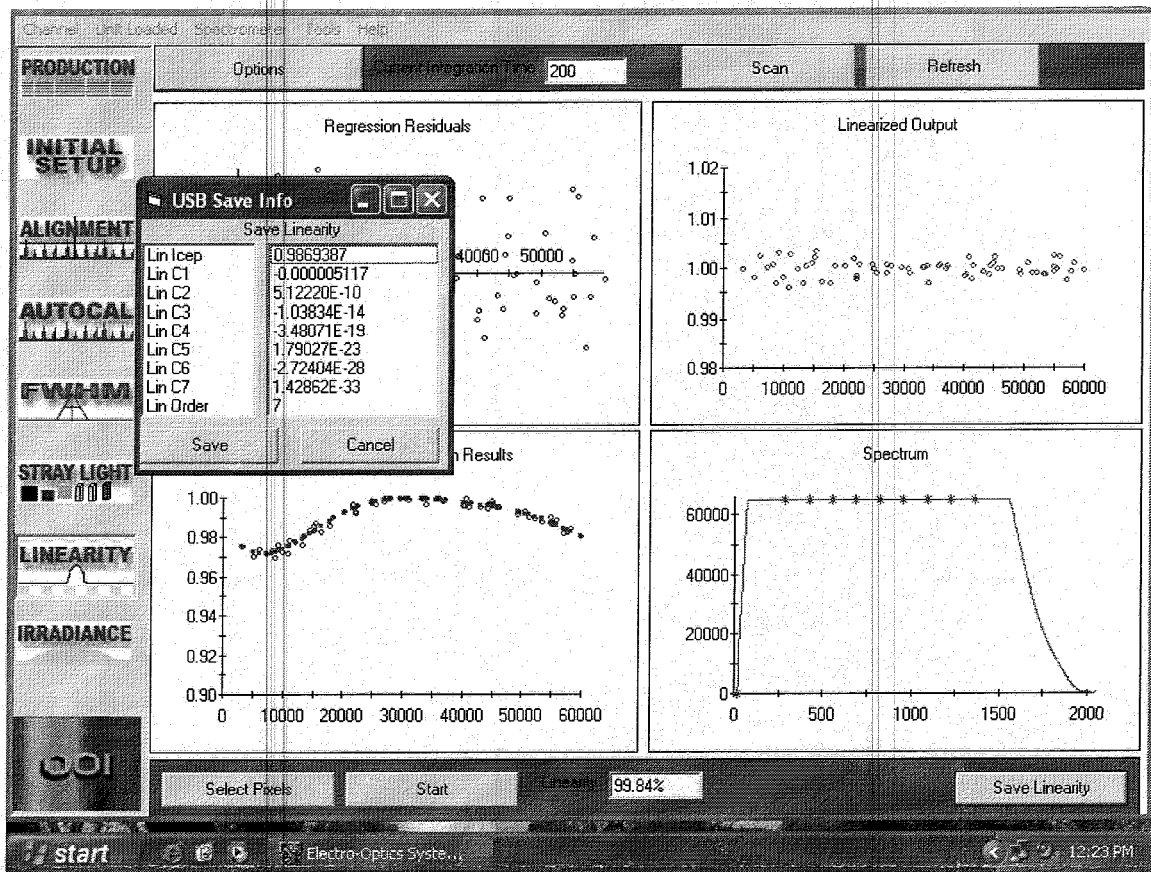 Channel Unit Loaded Spectrometer Tools Help
PRODUCTION
Options
Current Integration Time 200
Scan
Refresh
INITIAL SETUP
ALIGNMENT
AUTOCAL
FWHM
STRAY LIGHT
LINEARITY
IRRADIANCE
OOI
Regression Residuals
40000 50000
Linearized Output
1.02
1.01
1.00
0.99
0.98
0 10000 20000 30000 40000 50000 60000
USB Save Info
Save Linearity
Lin Icep 0.9869387
Lin C1 -0.000005117
Lin C2 5.12220E-10
Lin C3 -1.03834E-14
Lin C4 -3.48071E-19
Lin C5 1.79027E-23
Lin C6 -2.72404E-28
Lin C7 1.42862E-33
Lin Order 7
Save
Cancel
Results
1.00
0.98
0.96
0.94
0.92
0.90
0 10000 20000 30000 40000 50000 60000
Spectrum
60000
40000
20000
0
0 500 1000 1500 2000
Select Pixels
Start
Linearity 99.84%
Save Linearity
start
Electro-Optics Syste...
12:23 PM